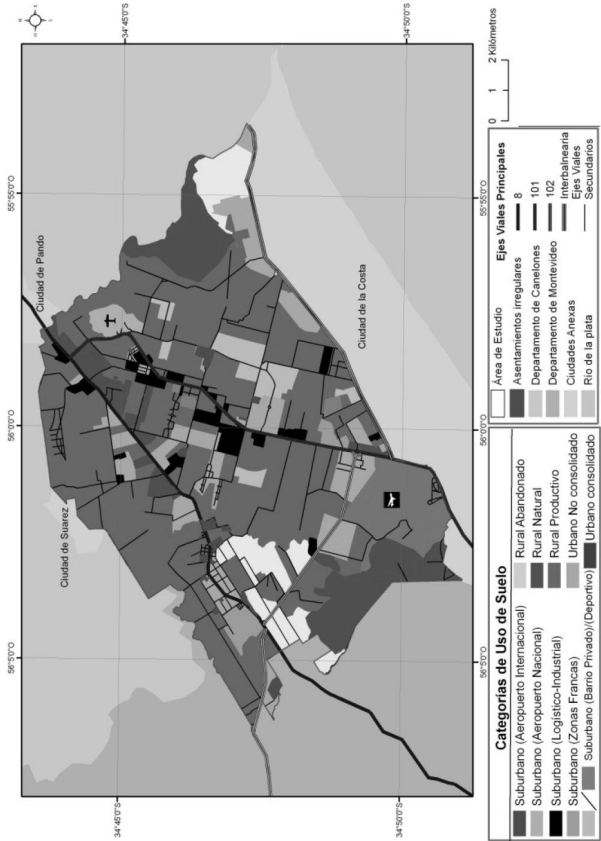 34°45'0"S
34°50'0"S
55°55'0"O
56°0'0"O
56°5'0"O
Ciudad de Pando
Ciudad de Suarez
Ciudad de la Costa
55°55'0"O
56°0'0"O
56°5'0"O
34°45'0"S
34°50'0"S
0 1 2 Kilómetros
Categorías de Uso de Suelo
Suburbano (Aeropuerto Internacional)
Suburbano (Aeropuerto Nacional)
Suburbano (Logístico-Industrial)
Suburbano (Zonas Francas)
Suburbano (Barrio Privado)/(Deportivo)
Rural Abandonado
Rural Natural
Rural Productivo
Urbano No consolidado
Urbano consolidado
Área de Estudio
Asentamientos irregulares
Departamento de Canelones
Departamento de Montevideo
Ciudades Anexas
Rio de la plata
Ejes Viales Principales
8
101
102
Interbalnearia
Ejes Viales
Secundarios